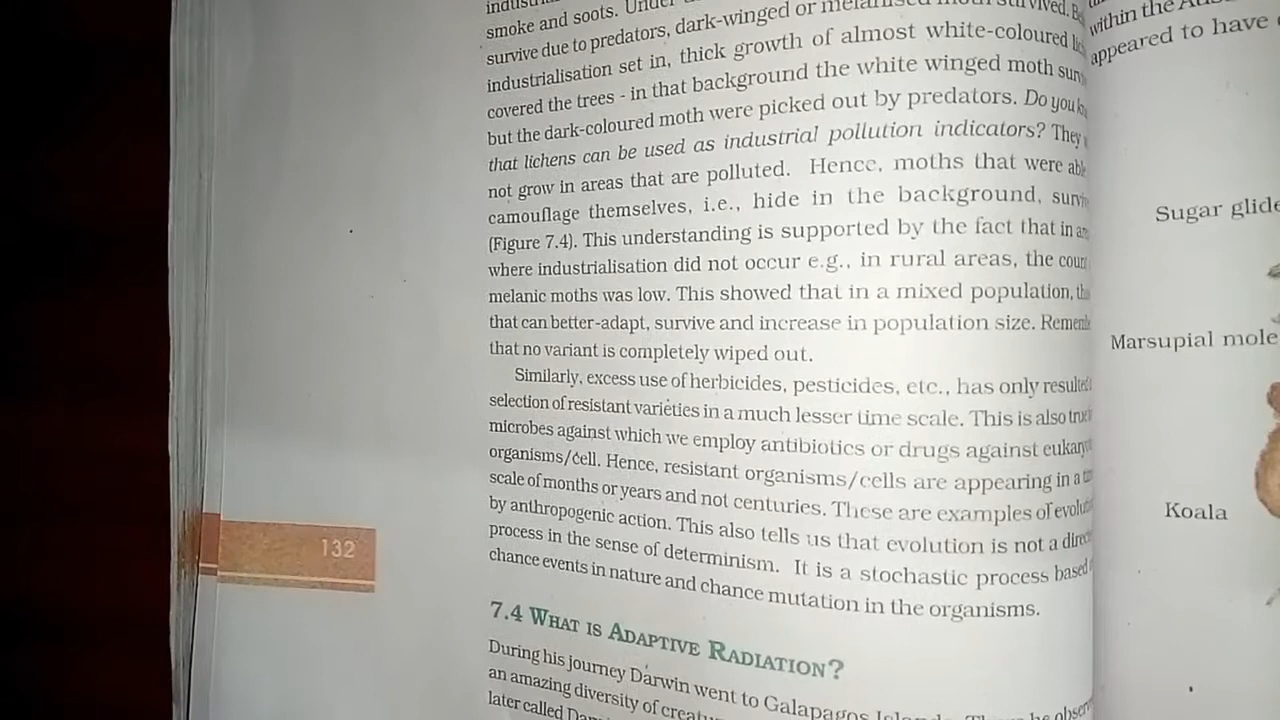 smoke and soots.
survive due to predators, dark-winged or
industrialisation set in, thick growth of almost white-coloured
covered the trees - in that background the white winged moth
but the dark-coloured moth were picked out by predators. Do you
that lichens can be used as industrial pollution indicators? They
not grow in areas that are polluted. Hence, moths that were
camouflage themselves, i.e., hide in the background,
(Figure 7.4). This understanding is supported by the fact that in
where industrialisation did not occur e.g., in rural areas, the
melanic moths was low. This showed that in a mixed population,
that can better-adapt, survive and increase in population size.
that no variant is completely wiped out.
Similarly, excess use of herbicides, pesticides, etc., has only
selection of resistant varieties in a much lesser time scale. This is also
microbes against which we employ antibiotics or drugs against
organisms/cell. Hence, resistant organisms/cells are appearing in a
scale of months or years and not centuries. These are examples of
by anthropogenic action. This also tells us that evolution is not a
process in the sense of determinism. It is a stochastic process based
chance events in nature and chance mutation in the organisms.
132
7.4 WHAT IS ADAPTIVE RADIATION?
During his journey Darwin went to Galapagos
an amazing diversity of
later called
within the
appeared to have
Sugar
Marsupial mole
Koala